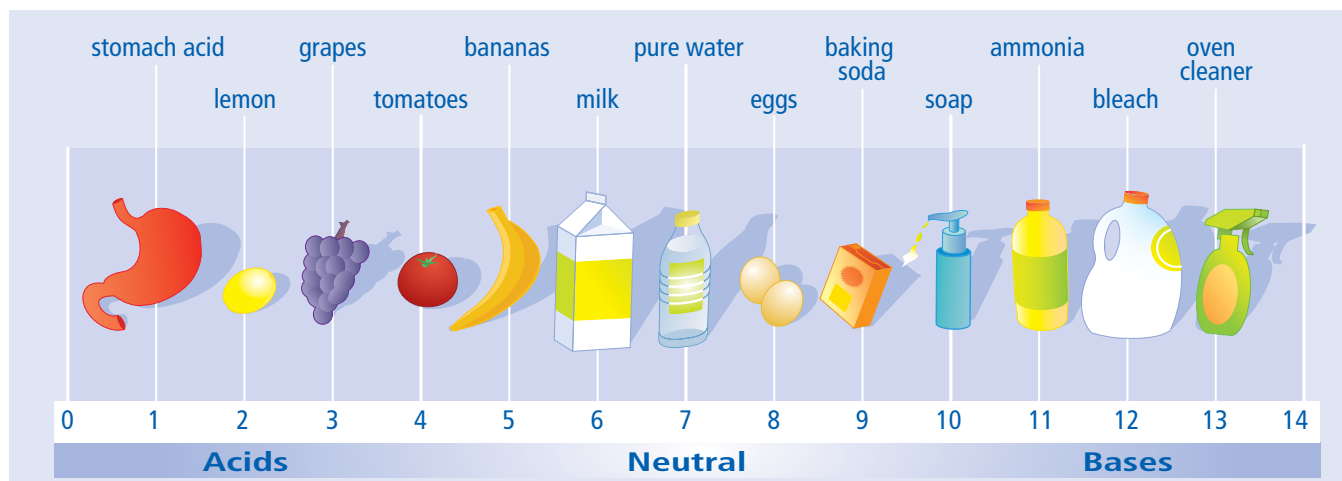 stomach acid
grapes
bananas
pure water
baking
soda
ammonia
oven
cleaner
lemon
tomatoes
milk
eggs
soap
bleach
0 1 2 3 4 5 6 7 8 9 10 11 12 13 14
Acids Neutral Bases